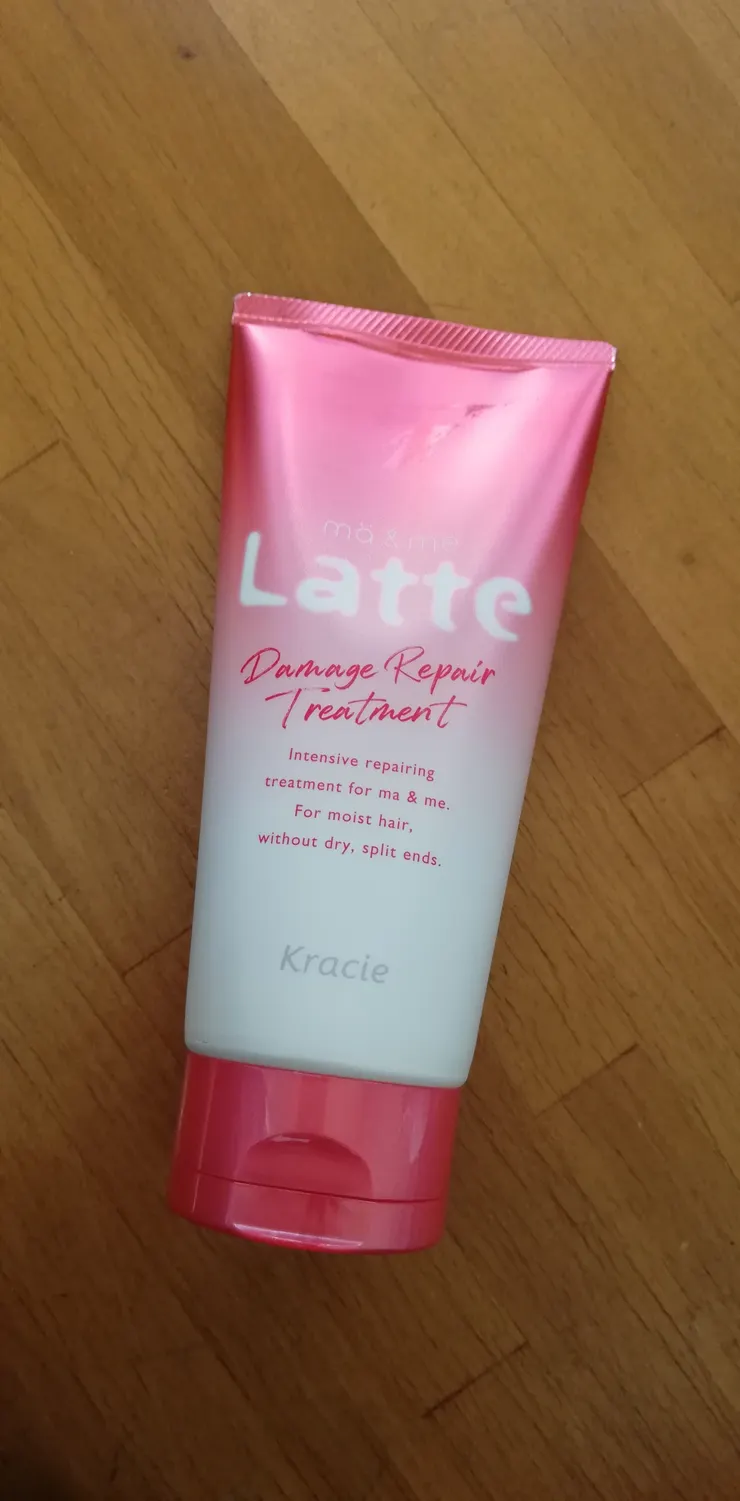 mä & me
Latte
Damage Repair
Treatment
Intensive repairing
treatment for ma & me.
For moist hair,
without dry, split ends.
Kracie